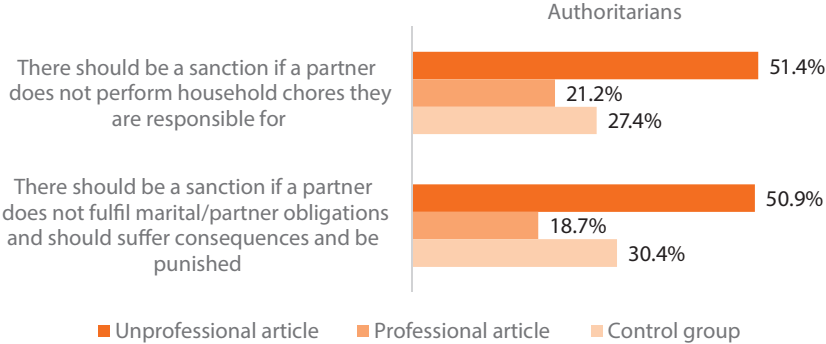 Authoritarians
There should be a sanction if a partner
does not perform household chores they
are responsible for
51.4%
21.2%
27.4%
There should be a sanction if a partner
does not fulfil marital/partner obligations
and should suffer consequences and be
punished
50.9%
18.7%
30.4%
Unprofessional article Professional article Control group